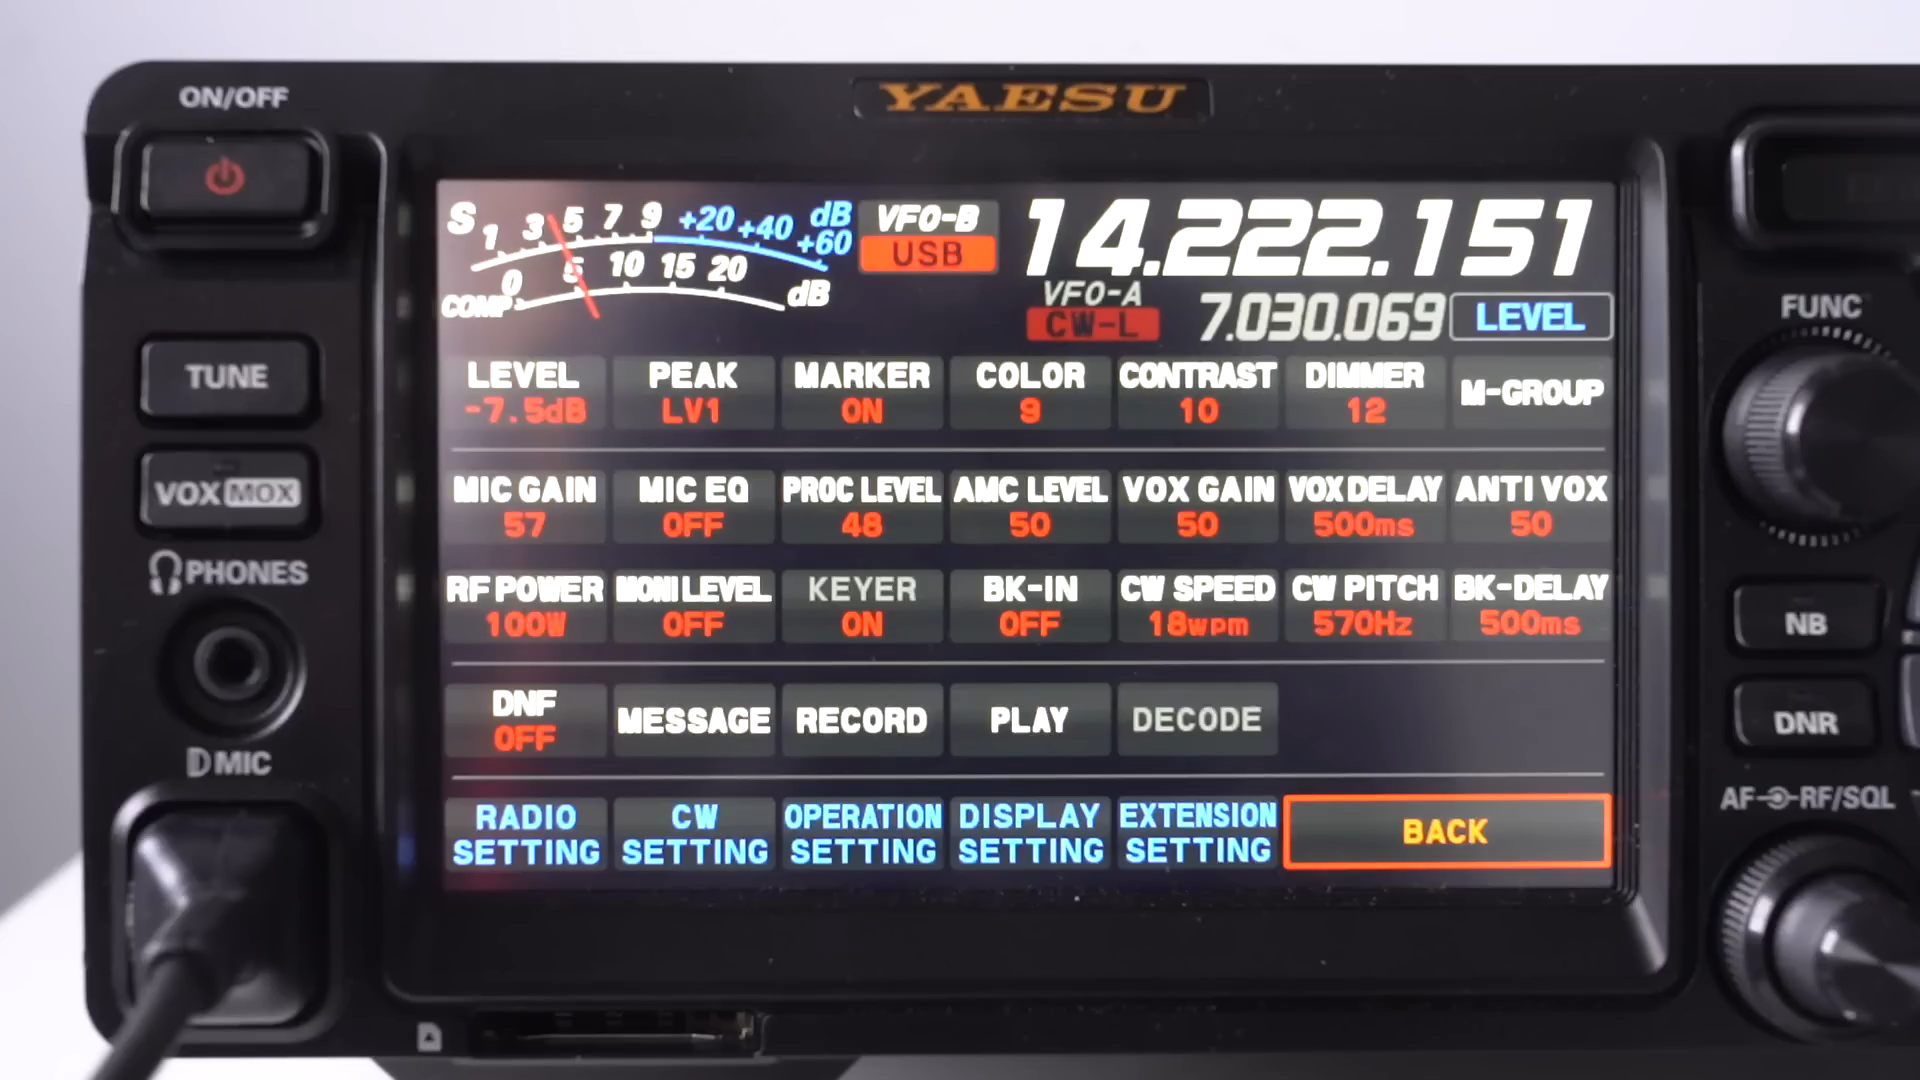 ON/OFF
YAESU
S 1 3 5 7 9 +20 +40 +60 dB
0 5 10 15 20 dB
COMP
VFO-B
USB
14.222.151
VFO-A
CW-L
7.030.069
LEVEL
FUNC
TUNE
LEVEL PEAK MARKER COLOR CONTRAST DIMMER M-GROUP
-7.5dB LV1 ON 9 10 12
VOX MOX
MIC GAIN MIC EQ PROC LEVEL AMC LEVEL VOX GAIN VOX DELAY ANTI VOX
57 OFF 48 50 50 500ms 50
PHONES
RF POWER MONI LEVEL KEYER BK-IN CW SPEED CW PITCH BK-DELAY
100W OFF ON OFF 18wpm 570Hz 500ms
NB
DNF MESSAGE RECORD PLAY DECODE
OFF
DNR
MIC
AF RF/SQL
RADIO SETTING
CW SETTING
OPERATION SETTING
DISPLAY SETTING
EXTENSION SETTING
BACK